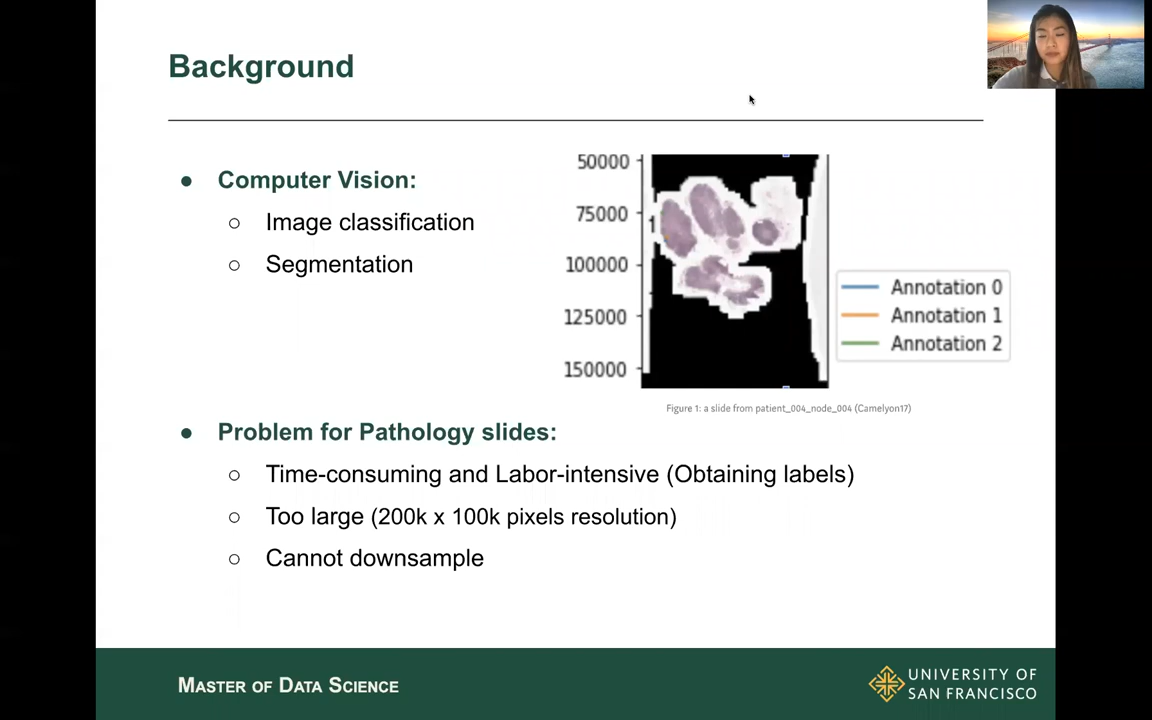 Background
● Computer Vision:
○ Image classification
○ Segmentation
50000
75000
100000
125000
150000
Annotation 0
Annotation 1
Annotation 2
Figure 1: a slide from patient_004_node_004 (Camelyon17)
● Problem for Pathology slides:
○ Time-consuming and Labor-intensive (Obtaining labels)
○ Too large (200k x 100k pixels resolution)
○ Cannot downsample
MASTER OF DATA SCIENCE
UNIVERSITY OF
SAN FRANCISCO